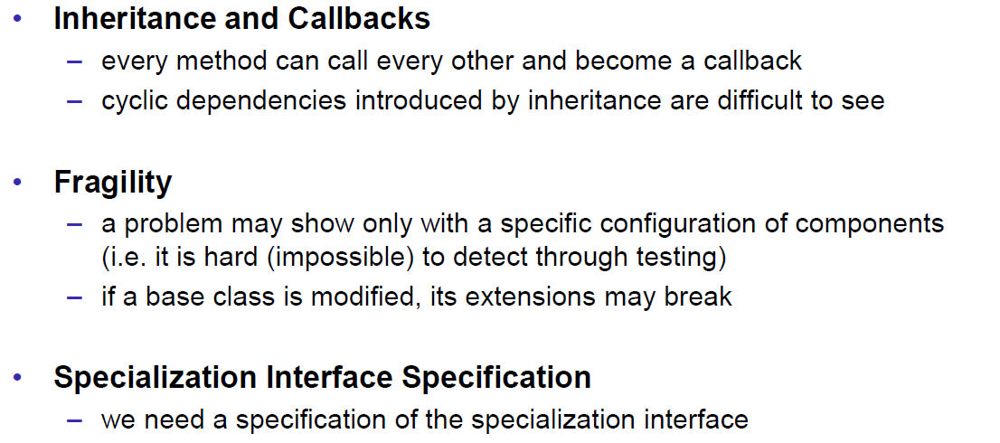 • Inheritance and Callbacks
– every method can call every other and become a callback
– cyclic dependencies introduced by inheritance are difficult to see
• Fragility
– a problem may show only with a specific configuration of components
(i.e. it is hard (impossible) to detect through testing)
– if a base class is modified, its extensions may break
• Specialization Interface Specification
– we need a specification of the specialization interface